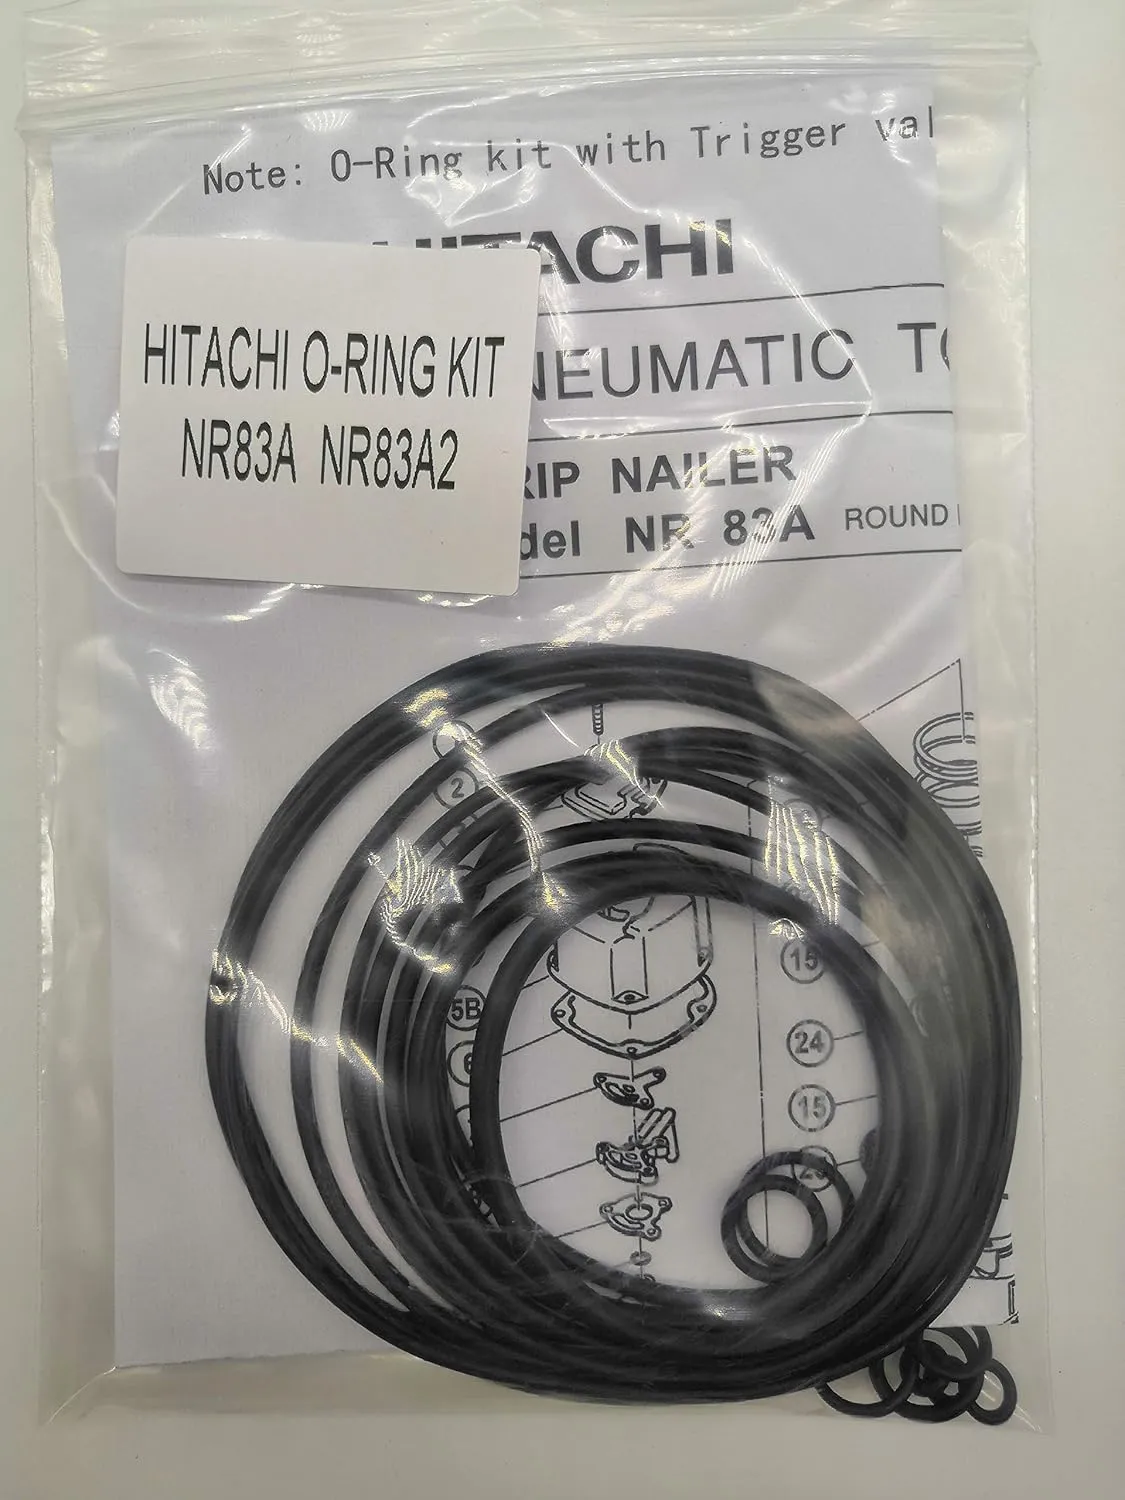 Note: O-Ring kit with Trigger val
HITACHI
HITACHI O-RING KIT
NR83A NR83A2
NEUMATIC TO
RIP NAILER
del NR 83A ROUND
2
5B
6
15
24
15